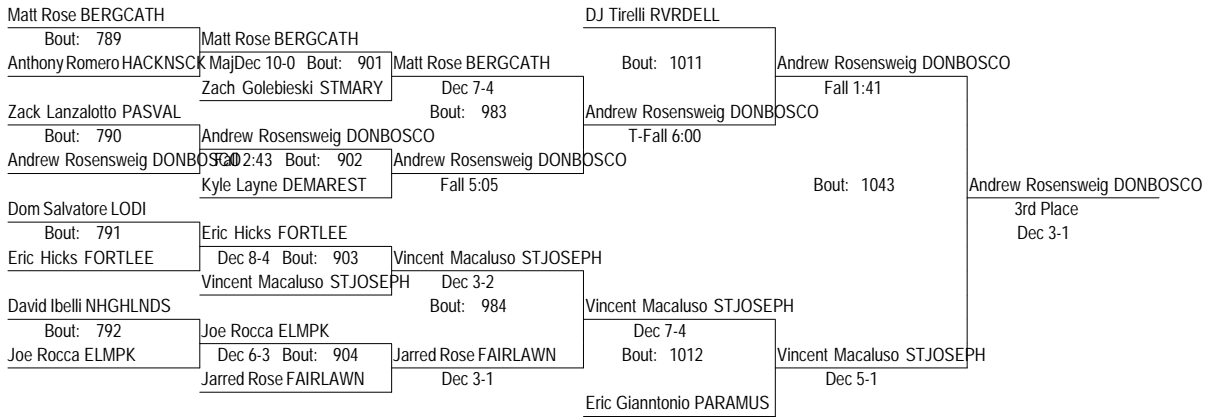 Matt Rose BERGCATH
DJ Tirelli RVRDELL
Bout: 789
Matt Rose BERGCATH
Anthony Romero HACKNSCK
MajDec 10-0 Bout: 901
Matt Rose BERGCATH
Bout: 1011
Andrew Rosensweig DONBOSCO
Zach Golebieski STMARY
Dec 7-4
Fall 1:41
Zack Lanzalotto PASVAL
Bout: 983
Andrew Rosensweig DONBOSCO
Bout: 790
Andrew Rosensweig DONBOSCO
T-Fall 6:00
Andrew Rosensweig DONBOSCO
Fall 2:43 Bout: 902
Andrew Rosensweig DONBOSCO
Kyle Layne DEMAREST
Fall 5:05
Bout: 1043
Andrew Rosensweig DONBOSCO
Dom Salvatore LODI
3rd Place
Bout: 791
Eric Hicks FORTLEE
Dec 3-1
Eric Hicks FORTLEE
Dec 8-4 Bout: 903
Vincent Macaluso STJOSEPH
Vincent Macaluso STJOSEPH
Dec 3-2
David Ibelli NHGHLNDS
Bout: 984
Vincent Macaluso STJOSEPH
Bout: 792
Joe Rocca ELMPK
Dec 7-4
Joe Rocca ELMPK
Dec 6-3 Bout: 904
Jarred Rose FAIRLAWN
Bout: 1012
Vincent Macaluso STJOSEPH
Jarred Rose FAIRLAWN
Dec 3-1
Dec 5-1
Eric Gianntonio PARAMUS